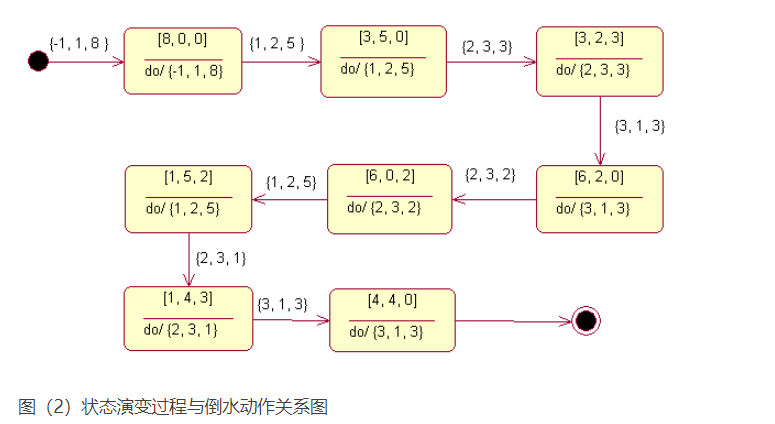 {-1, 1, 8 }
[8, 0, 0]
do/ {-1, 1, 8}
{1, 2, 5 }
[3, 5, 0]
do/ {1, 2, 5}
{2, 3, 3}
[3, 2, 3]
do/ {2, 3, 3}
{3, 1, 3}
[6, 2, 0]
do/ {3, 1, 3}
{2, 3, 2}
[6, 0, 2]
do/ {2, 3, 2}
{1, 2, 5}
[1, 5, 2]
do/ {1, 2, 5}
{2, 3, 1}
[1, 4, 3]
do/ {2, 3, 1}
{3, 1, 3}
[4, 4, 0]
do/ {3, 1, 3}
图（2）状态演变过程与倒水动作关系图